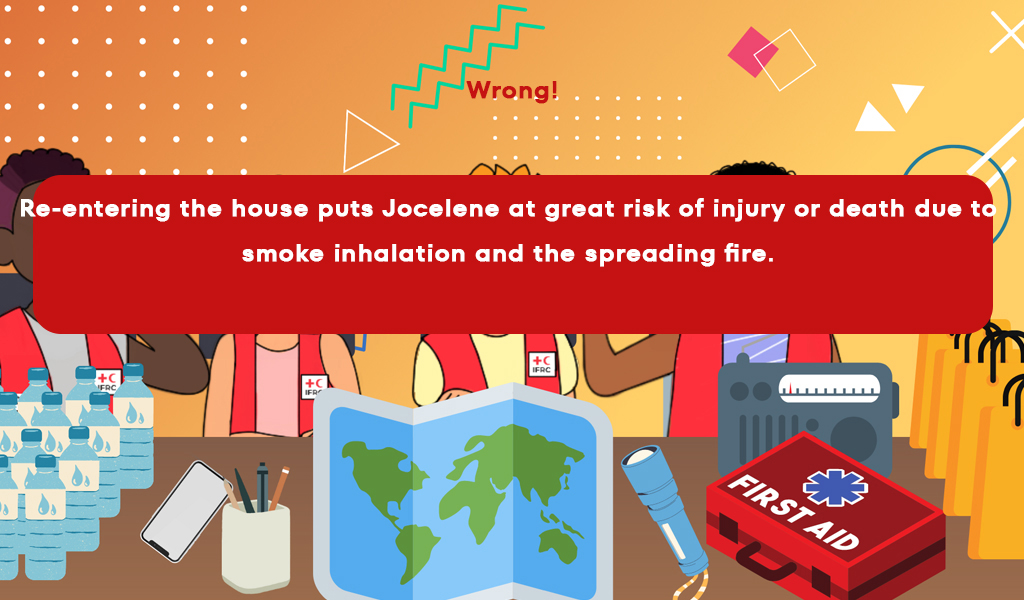 Wrong!
Re-entering the house puts Jocelene at great risk of injury or death due to
smoke inhalation and the spreading fire.
IFRC
IFRC
IFRC
FIRST AID